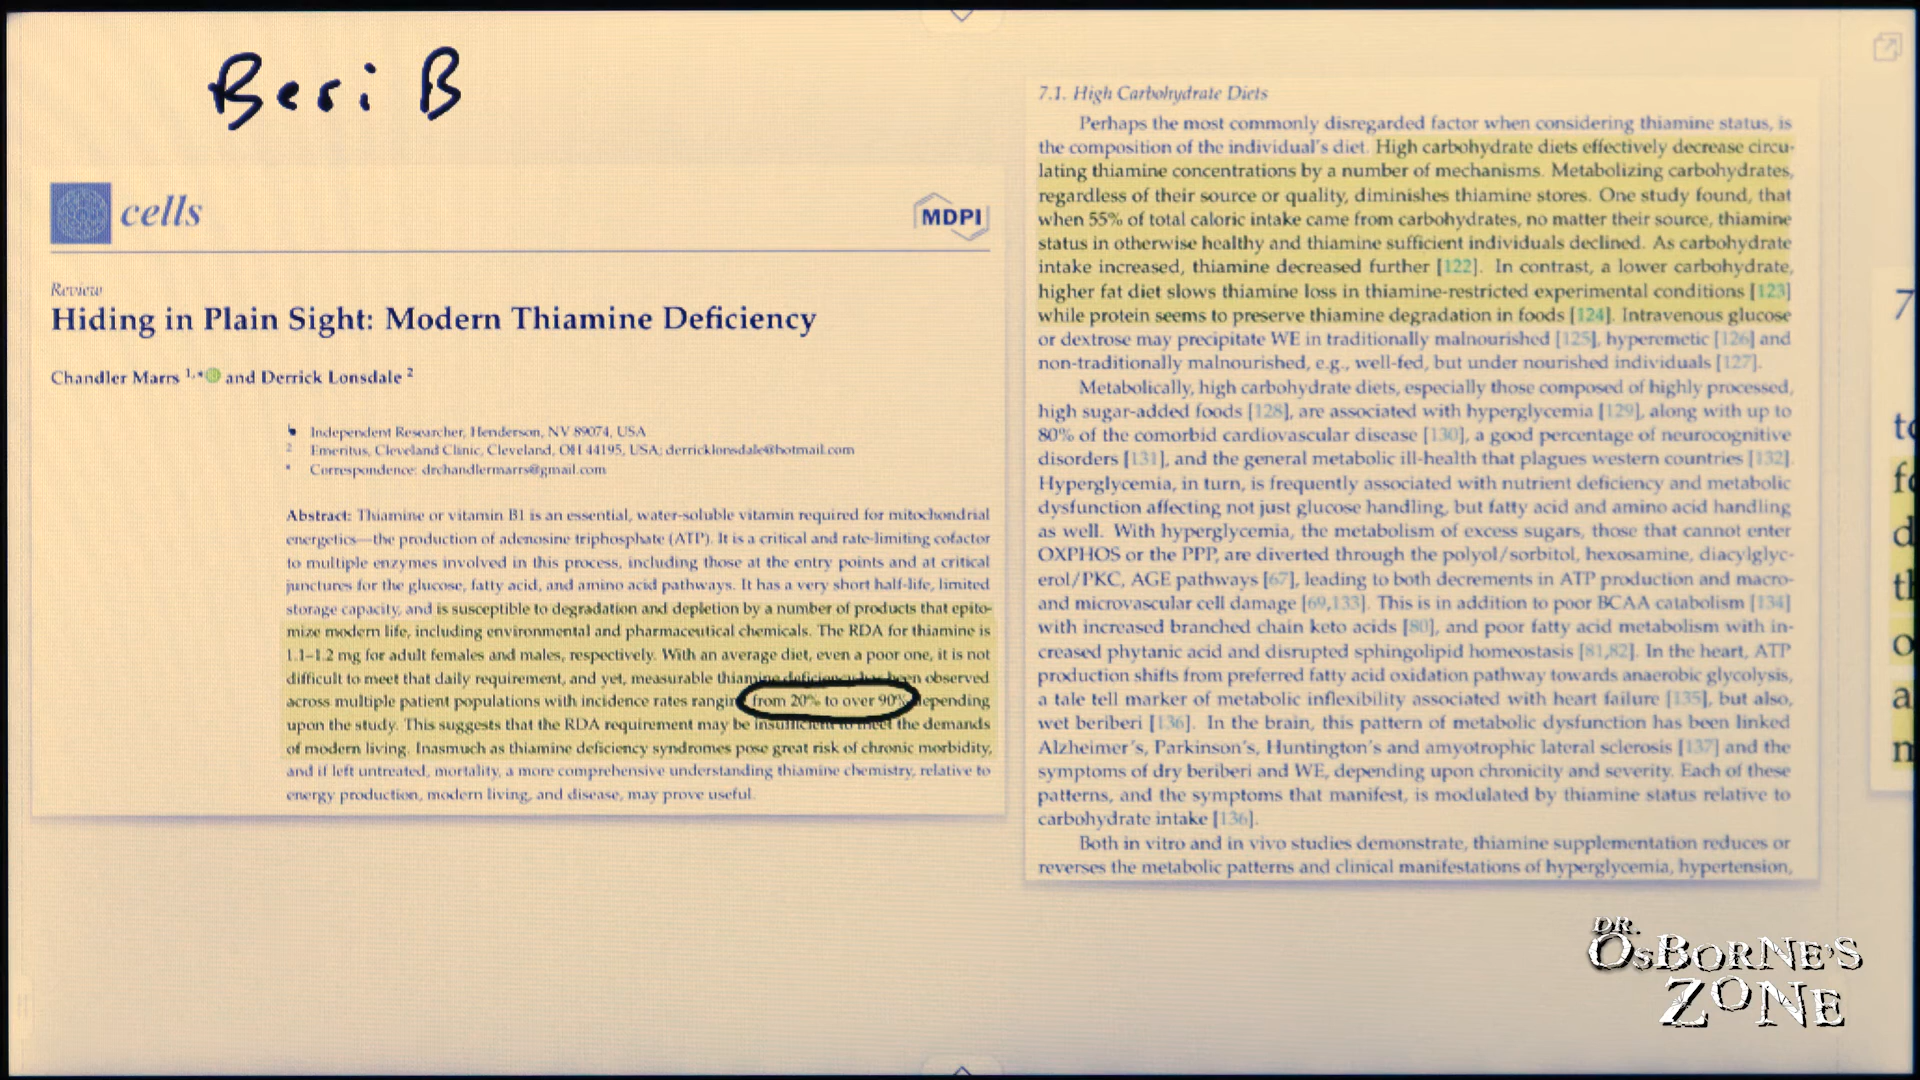 Beri B
cells
MDPI
Review
Hiding in Plain Sight: Modern Thiamine Deficiency
Chandler Marrs 1,* and Derrick Lonsdale 2
1 Independent Researcher, Henderson, NV 89074, USA
2 Emeritus, Cleveland Clinic, Cleveland, OH 44195, USA; derricklonsdale@hotmail.com
* Correspondence: drchandlermarrs@gmail.com
Abstract: Thiamine or vitamin B1 is an essential, water-soluble vitamin required for mitochondrial
energetics—the production of adenosine triphosphate (ATP). It is a critical and rate-limiting cofactor
to multiple enzymes involved in this process, including those at the entry points and at critical
junctures for the glucose, fatty acid, and amino acid pathways. It has a very short half-life, limited
storage capacity, and is susceptible to degradation and depletion by a number of products that epito-
mize modern life, including environmental and pharmaceutical chemicals. The RDA for thiamine is
1.1–1.2 mg for adult females and males, respectively. With an average diet, even a poor one, it is not
difficult to meet that daily requirement, and yet, measurable thiamine deficiency has been observed
across multiple patient populations with incidence rates ranging from 20% to over 90% depending
upon the study. This suggests that the RDA requirement may be insufficient to meet the demands
of modern living. Inasmuch as thiamine deficiency syndromes pose great risk of chronic morbidity,
and if left untreated, mortality, a more comprehensive understanding thiamine chemistry, relative to
energy production, modern living, and disease, may prove useful.
7.1. High Carbohydrate Diets
Perhaps the most commonly disregarded factor when considering thiamine status, is
the composition of the individual's diet. High carbohydrate diets effectively decrease circu-
lating thiamine concentrations by a number of mechanisms. Metabolizing carbohydrates,
regardless of their source or quality, diminishes thiamine stores. One study found, that
when 55% of total caloric intake came from carbohydrates, no matter their source, thiamine
status in otherwise healthy and thiamine sufficient individuals declined. As carbohydrate
intake increased, thiamine decreased further [122]. In contrast, a lower carbohydrate,
higher fat diet slows thiamine loss in thiamine-restricted experimental conditions [123]
while protein seems to preserve thiamine degradation in foods [124]. Intravenous glucose
or dextrose may precipitate WE in traditionally malnourished [125], hyperemetic [126] and
non-traditionally malnourished, e.g., well-fed, but under nourished individuals [127].
Metabolically, high carbohydrate diets, especially those composed of highly processed,
high sugar-added foods [128], are associated with hyperglycemia [129], along with up to
80% of the comorbid cardiovascular disease [130], a good percentage of neurocognitive
disorders [131], and the general metabolic ill-health that plagues western countries [132].
Hyperglycemia, in turn, is frequently associated with nutrient deficiency and metabolic
dysfunction affecting not just glucose handling, but fatty acid and amino acid handling
as well. With hyperglycemia, the metabolism of excess sugars, those that cannot enter
OXPHOS or the PPP, are diverted through the polyol/sorbitol, hexosamine, diacylglyc-
erol/PKC, AGE pathways [67], leading to both decrements in ATP production and macro-
and microvascular cell damage [69,133]. This is in addition to poor BCAA catabolism [134]
with increased branched chain keto acids [80], and poor fatty acid metabolism with in-
creased phytanic acid and disrupted sphingolipid homeostasis [81,82]. In the heart, ATP
production shifts from preferred fatty acid oxidation pathway towards anaerobic glycolysis,
a tale tell marker of metabolic inflexibility associated with heart failure [135], but also,
wet beriberi [136]. In the brain, this pattern of metabolic dysfunction has been linked
Alzheimer's, Parkinson's, Huntington's and amyotrophic lateral sclerosis [137] and the
symptoms of dry beriberi and WE, depending upon chronicity and severity. Each of these
patterns, and the symptoms that manifest, is modulated by thiamine status relative to
carbohydrate intake [136].
Both in vitro and in vivo studies demonstrate, thiamine supplementation reduces or
reverses the metabolic patterns and clinical manifestations of hyperglycemia, hypertension,
DR.
OSBORNE'S
ZONE